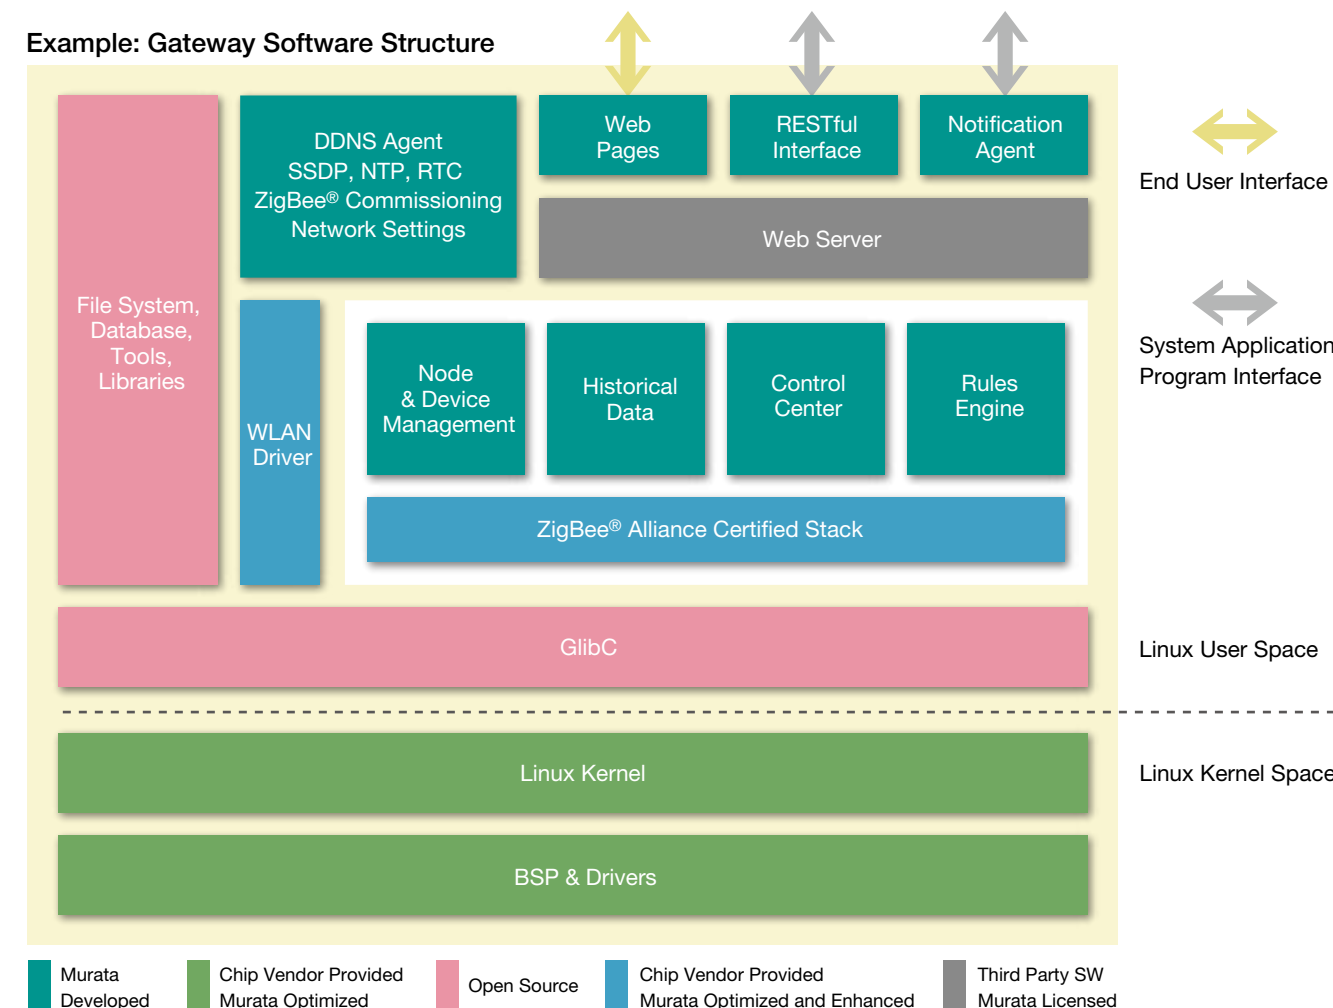 Example: Gateway Software Structure
DDNS Agent
SSDP, NTP, RTC
ZigBee® Commissioning
Network Settings
Web
Pages
RESTful
Interface
Notification
Agent
End User Interface
Web Server
File System,
Database,
Tools,
Libraries
WLAN
Driver
Node
& Device
Management
Historical
Data
Control
Center
Rules
Engine
System Application
Program Interface
ZigBee® Alliance Certified Stack
GlibC
Linux User Space
Linux Kernel
Linux Kernel Space
BSP & Drivers
Murata
Developed
Chip Vendor Provided
Murata Optimized
Open Source
Chip Vendor Provided
Murata Optimized and Enhanced
Third Party SW
Murata Licensed